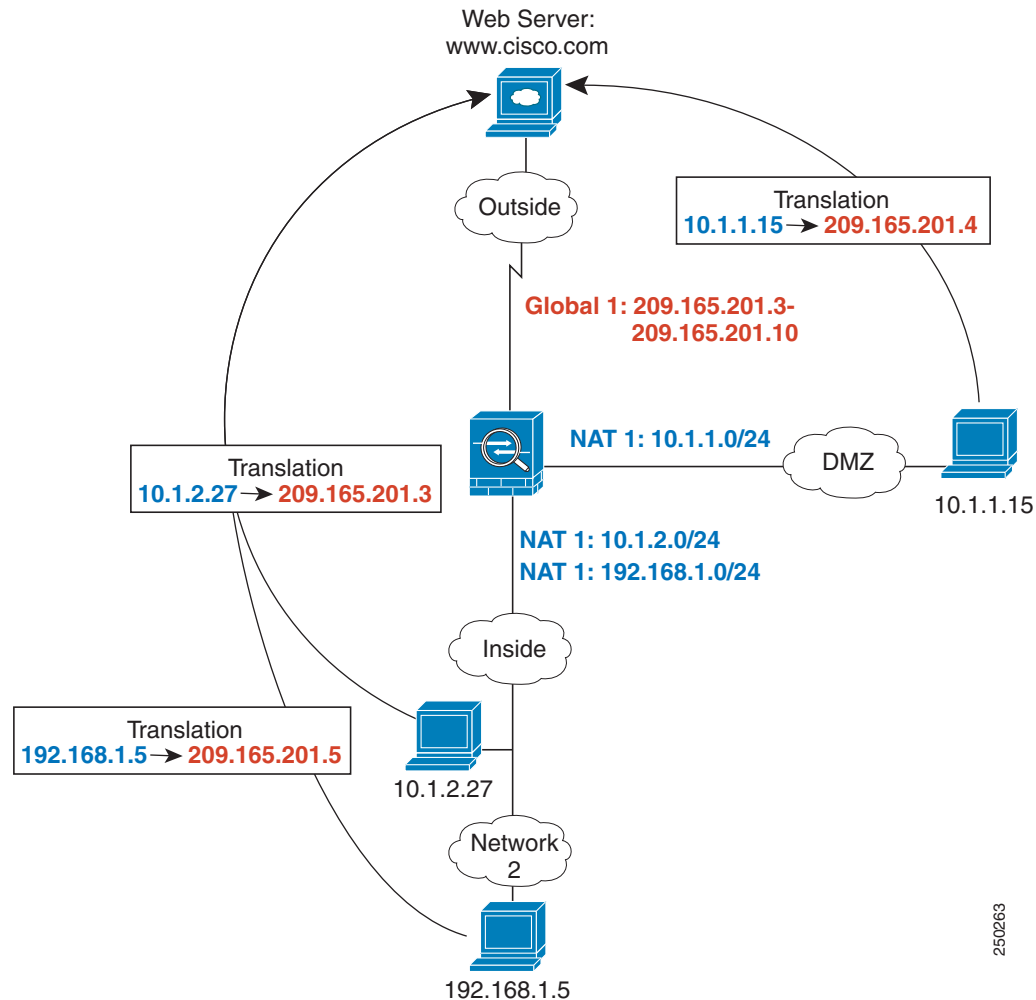 Web Server:
www.cisco.com
Outside
Translation
10.1.1.15 → 209.165.201.4
Global 1: 209.165.201.3-
209.165.201.10
NAT 1: 10.1.1.0/24
DMZ
10.1.1.15
Translation
10.1.2.27 → 209.165.201.3
NAT 1: 10.1.2.0/24
NAT 1: 192.168.1.0/24
Inside
Translation
192.168.1.5 → 209.165.201.5
10.1.2.27
Network
2
192.168.1.5
250263